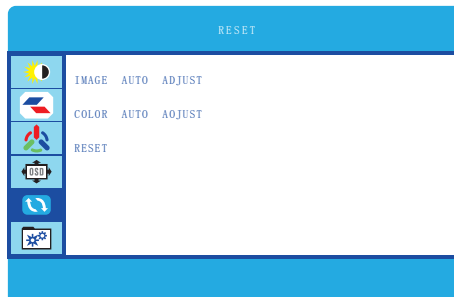 RESET
IMAGE AUTO ADJUST
COLOR AUTO AOJUST
RESET
OSD